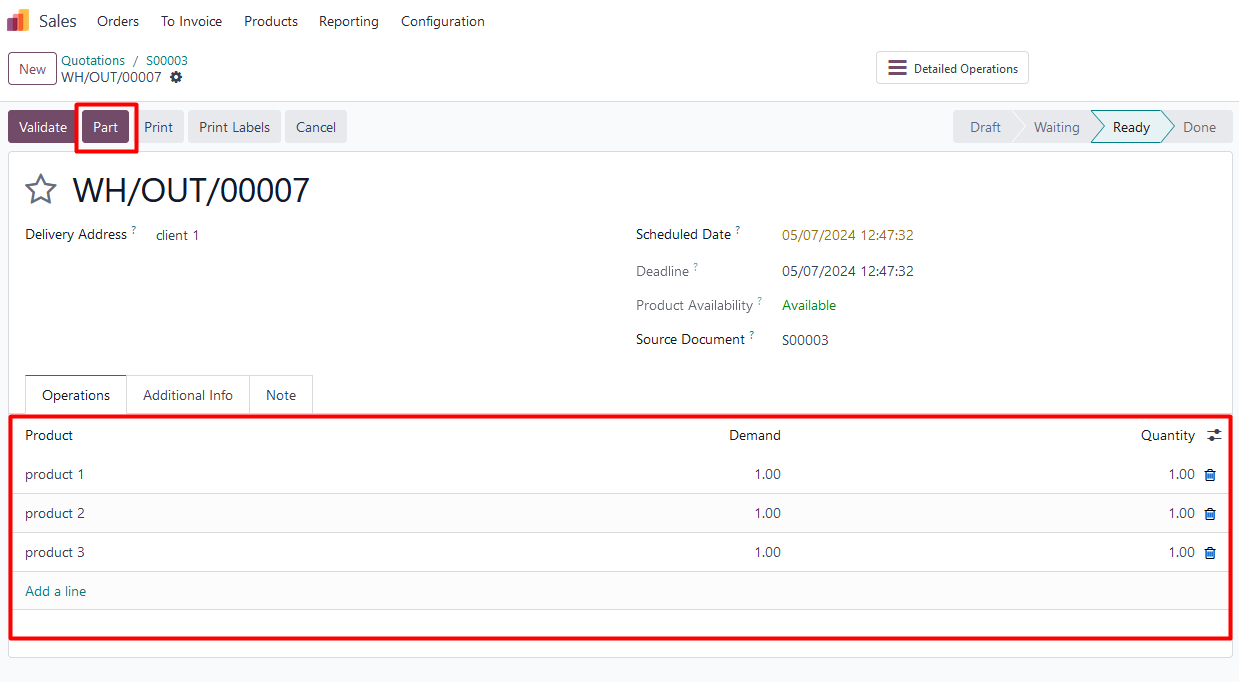 Sales Orders To Invoice Products Reporting Configuration
New Quotations / S00003
WH/OUT/00007
Detailed Operations
Validate Part Print Print Labels Cancel Draft Waiting Ready Done
WH/OUT/00007
Delivery Address ? client 1 Scheduled Date ? 05/07/2024 12:47:32
Deadline ? 05/07/2024 12:47:32
Product Availability ? Available
Source Document ? S00003
Operations Additional Info Note
Product Demand Quantity
product 1 1.00 1.00
product 2 1.00 1.00
product 3 1.00 1.00
Add a line